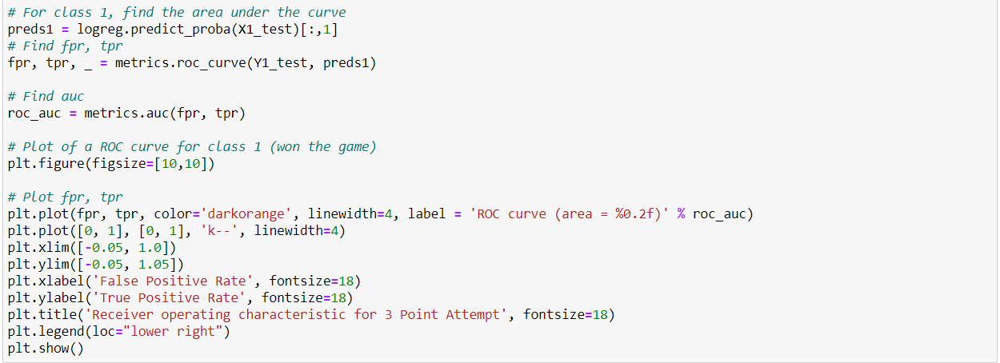 # For class 1, find the area under the curve
preds1 = logreg.predict_proba(X1_test)[:,1]
# Find fpr, tpr
fpr, tpr, _ = metrics.roc_curve(Y1_test, preds1)
# Find auc
roc_auc = metrics.auc(fpr, tpr)
# Plot of a ROC curve for class 1 (won the game)
plt.figure(figsize=[10,10])
# Plot fpr, tpr
plt.plot(fpr, tpr, color='darkorange', linewidth=4, label = 'ROC curve (area = %0.2f)' % roc_auc)
plt.plot([0, 1], [0, 1], 'k--', linewidth=4)
plt.xlim([-0.05, 1.0])
plt.ylim([-0.05, 1.05])
plt.xlabel('False Positive Rate', fontsize=18)
plt.ylabel('True Positive Rate', fontsize=18)
plt.title('Receiver operating characteristic for 3 Point Attempt', fontsize=18)
plt.legend(loc="lower right")
plt.show()